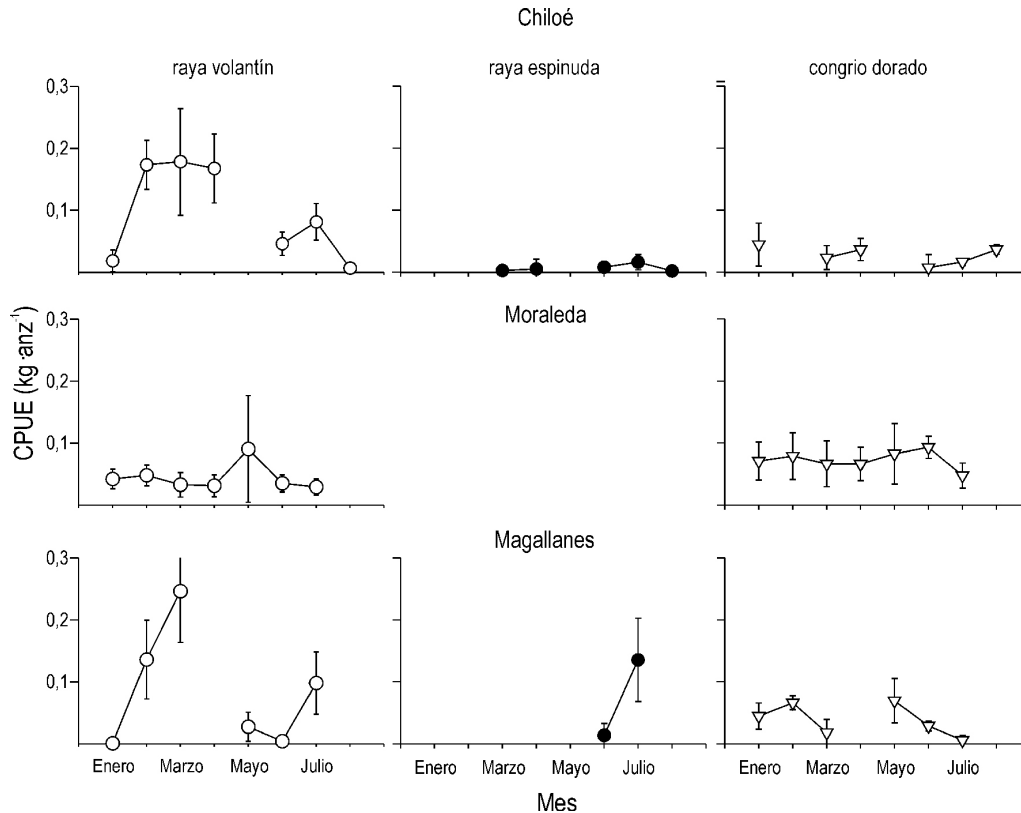 Chiloé
raya volantín
raya espinuda
congrio dorado
0,3
0,2
0,1
Moraleda
0,3
0,2
0,1
CPUE (kg·anz⁻¹)
Magallanes
0,3
0,2
0,1
Enero Marzo Mayo Julio
Enero Marzo Mayo Julio
Enero Marzo Mayo Julio
Mes